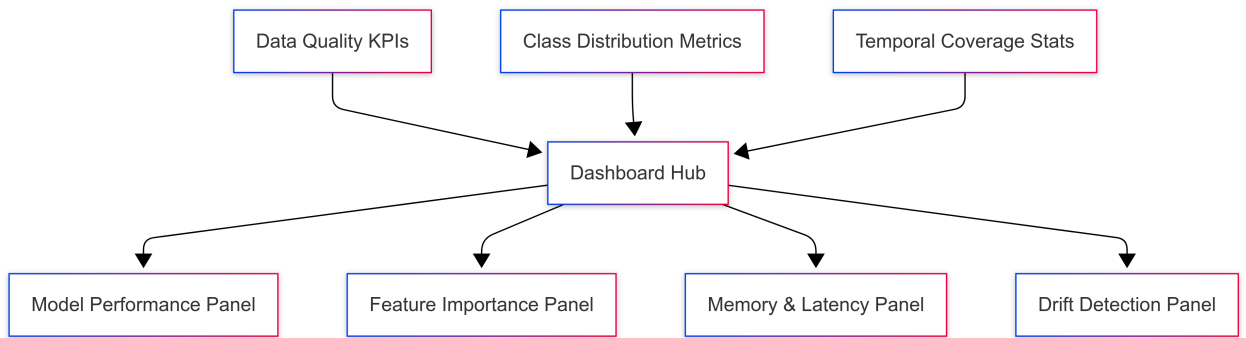 Data Quality KPIs
Class Distribution Metrics
Temporal Coverage Stats
Dashboard Hub
Model Performance Panel
Feature Importance Panel
Memory & Latency Panel
Drift Detection Panel